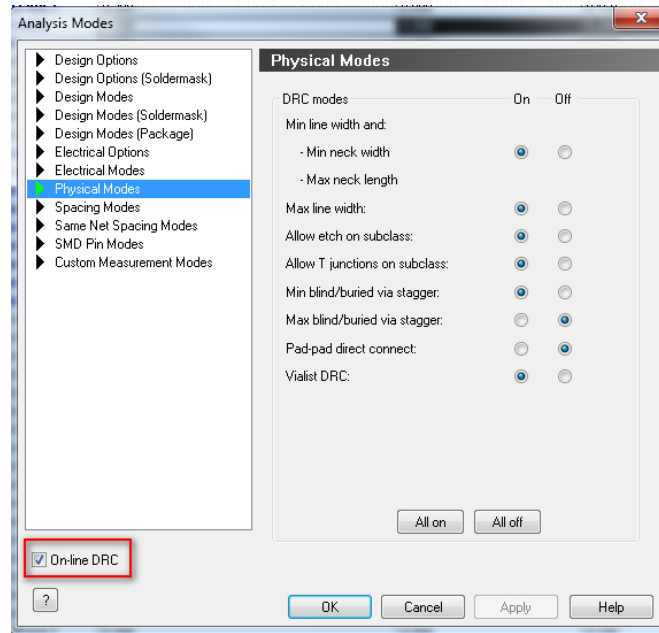 Analysis Modes
Design Options
Design Options (Soldermask)
Design Modes
Design Modes (Soldermask)
Design Modes (Package)
Electrical Options
Electrical Modes
Physical Modes
Spacing Modes
Same Net Spacing Modes
SMD Pin Modes
Custom Measurement Modes
On-line DRC
?
Physical Modes
DRC modes On Off
Min line width and:
- Min neck width
- Max neck length
Max line width:
Allow etch on subclass:
Allow T junctions on subclass:
Min blind/buried via stagger:
Max blind/buried via stagger:
Pad-pad direct connect:
Vialist DRC:
All on All off
OK Cancel Apply Help